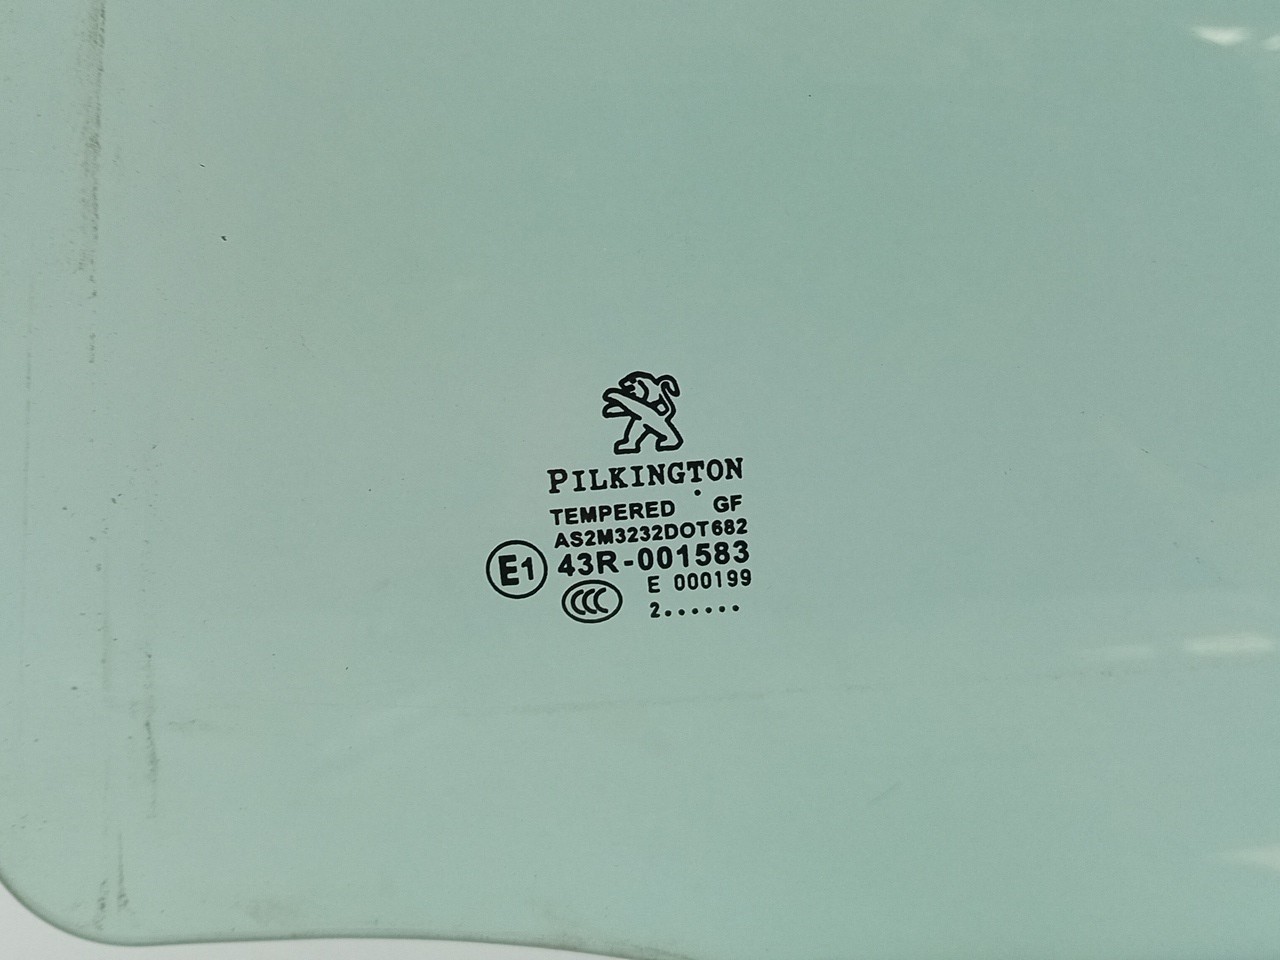 PILKINGTON
TEMPERED GF
AS2M3232DOT682
E1 43R-001583
CCC E 000199
2......